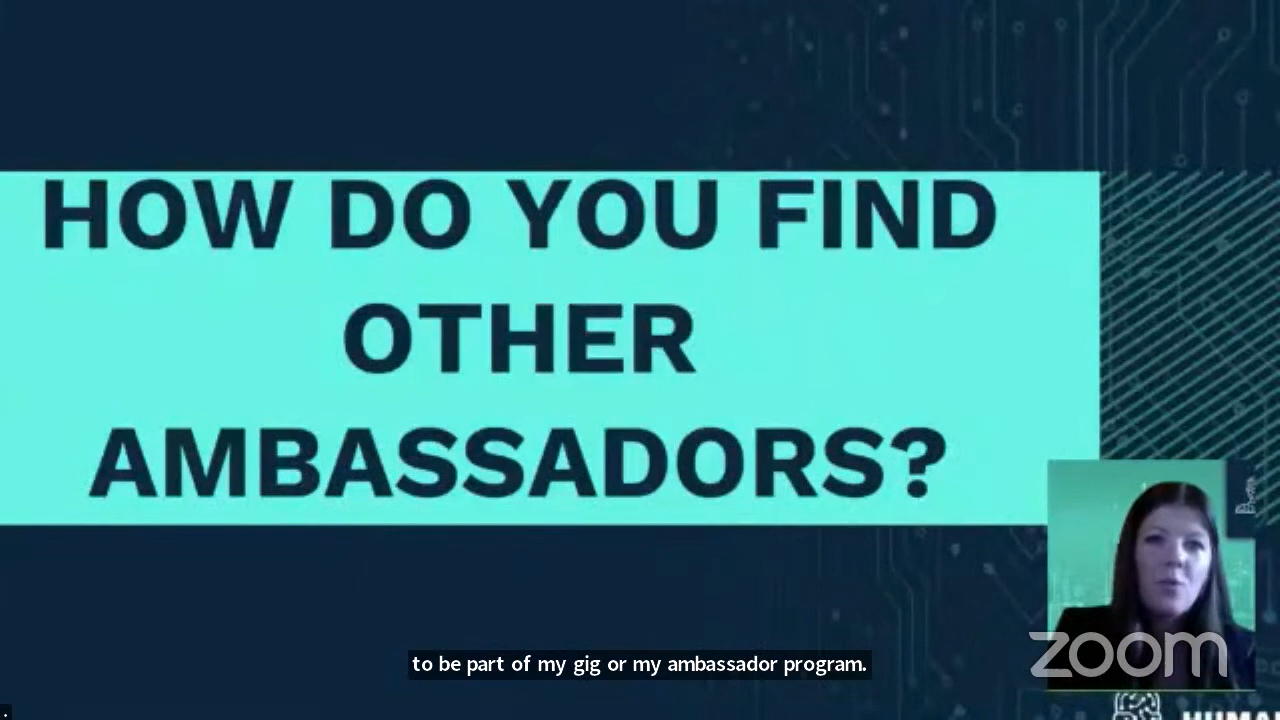 HOW DO YOU FIND
OTHER
AMBASSADORS?
to be part of my gig or my ambassador program.
zoom